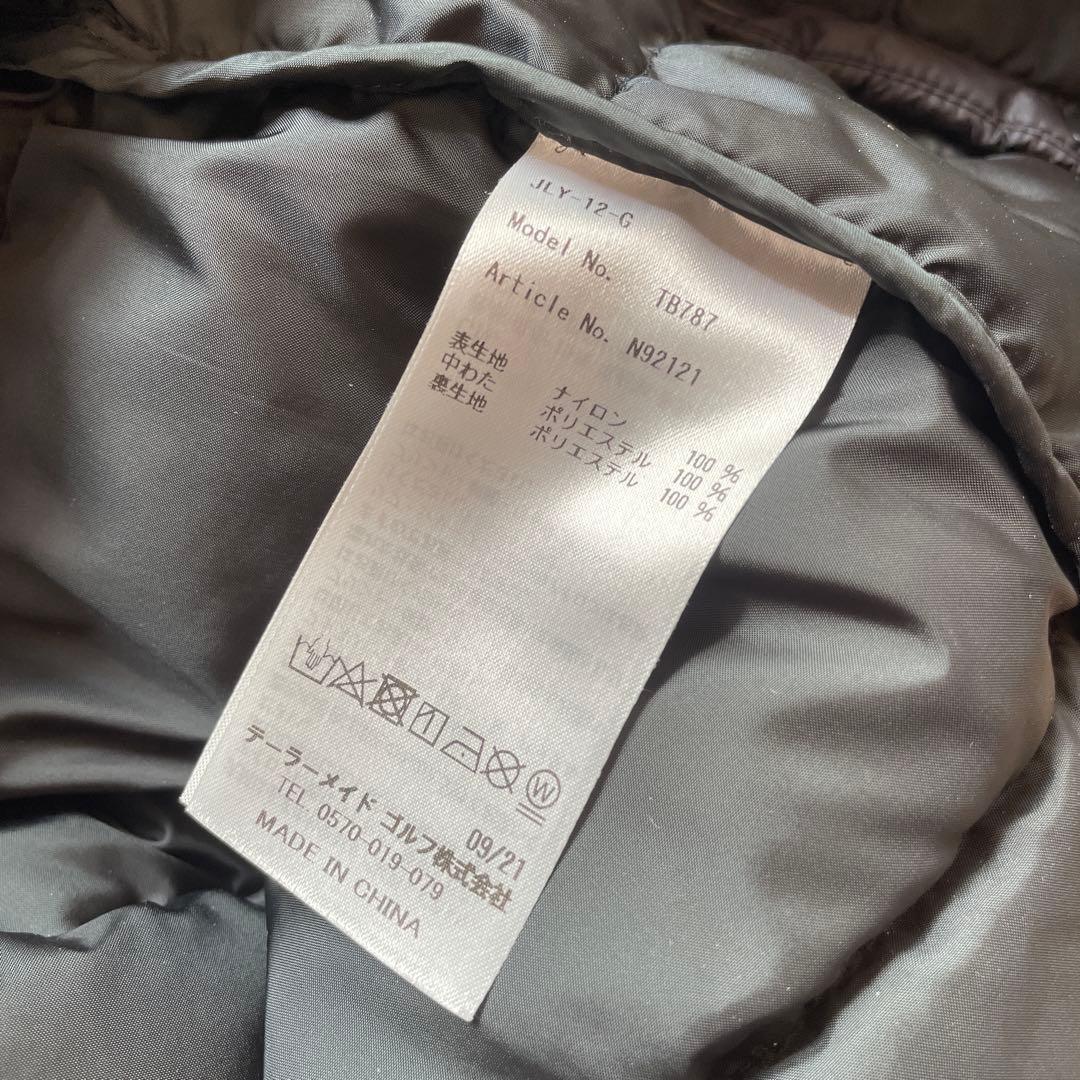 JLY-12-G
Model No. TB787
Article No. N92121
表生地 ナイロン 100 %
中わた ポリエステル 100 %
裏生地 ポリエステル 100 %
W
テーラーメイド ゴルフ株式会社
TEL 0570-019-079 09/21
MADE IN CHINA